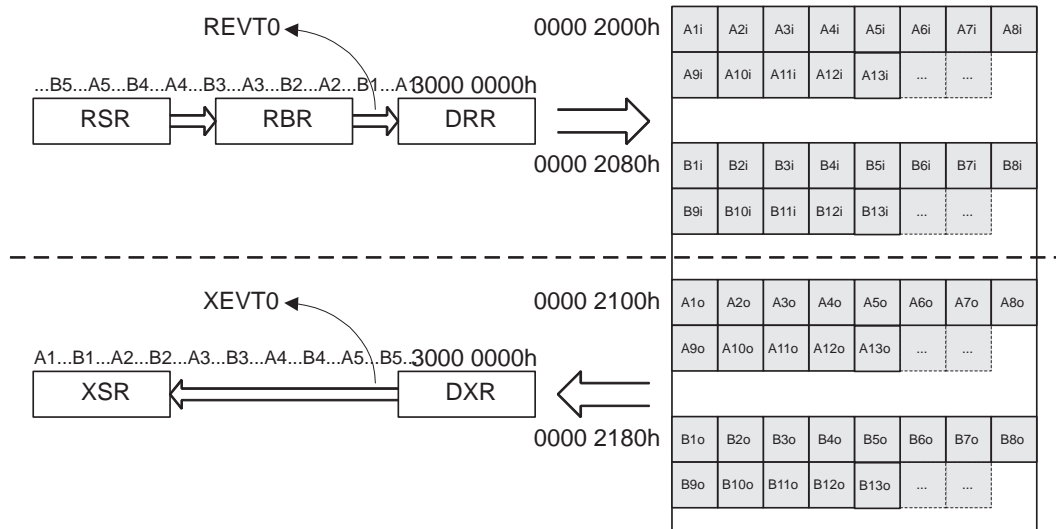 REVT0
0000 2000h
A1i A2i A3i A4i A5i A6i A7i A8i
...B5...A5...B4...A4...B3...A3...B2...A2...B1...A1
3000 0000h
A9i A10i A11i A12i A13i ... ...
RSR RBR DRR
0000 2080h
B1i B2i B3i B4i B5i B6i B7i B8i
B9i B10i B11i B12i B13i ... ...
XEVT0
0000 2100h
A1o A2o A3o A4o A5o A6o A7o A8o
A1...B1...A2...B2...A3...B3...A4...B4...A5...B5...
3000 0000h
A9o A10o A11o A12o A13o ... ...
XSR DXR
0000 2180h
B1o B2o B3o B4o B5o B6o B7o B8o
B9o B10o B11o B12o B13o ... ...